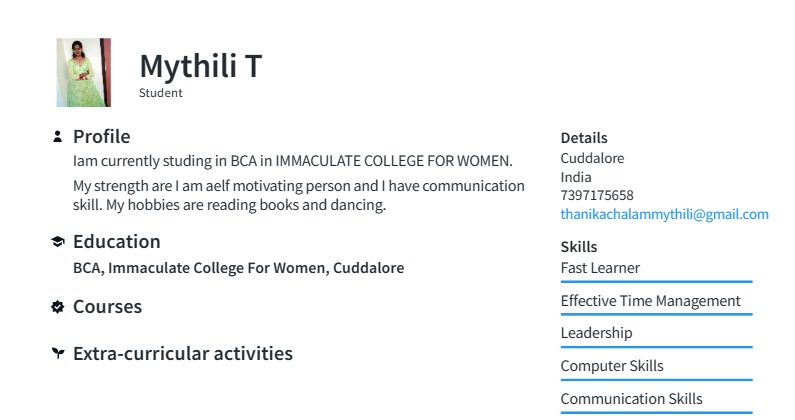 Mythili T
Student
Profile
Iam currently studing in BCA in IMMACULATE COLLEGE FOR WOMEN.
My strength are I am aelf motivating person and I have communication
skill. My hobbies are reading books and dancing.
Education
BCA, Immaculate College For Women, Cuddalore
Courses
Extra-curricular activities
Details
Cuddalore
India
7397175658
thanikachalammythili@gmail.com
Skills
Fast Learner
Effective Time Management
Leadership
Computer Skills
Communication Skills